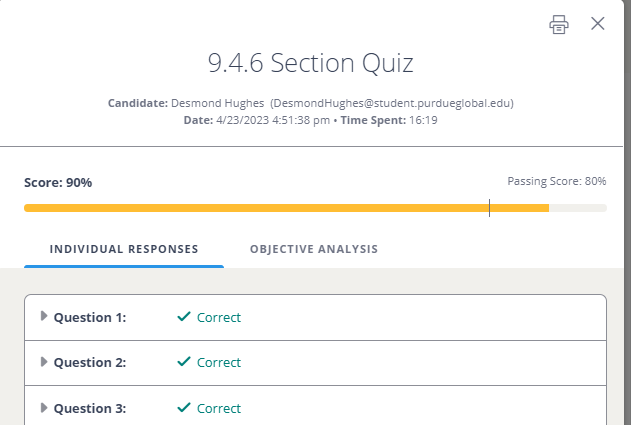 9.4.6 Section Quiz
Candidate: Desmond Hughes (DesmondHughes@student.purdueglobal.edu)
Date: 4/23/2023 4:51:38 pm • Time Spent: 16:19
Score: 90%
Passing Score: 80%
INDIVIDUAL RESPONSES
OBJECTIVE ANALYSIS
Question 1: Correct
Question 2: Correct
Question 3: Correct